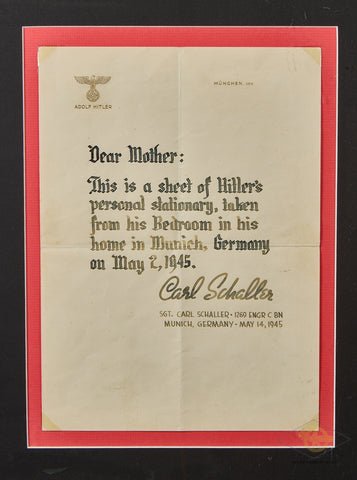 ADOLF HITLER
MÜNCHEN, DEN
Dear Mother:
This is a sheet of Hitler's
personal stationary, taken
from his Bedroom in his
home in Munich, Germany
on May 2, 1945.
Carl Schaller
SGT. CARL SCHALLER • 1269 ENGR C BN
MUNICH, GERMANY - MAY 14, 1945